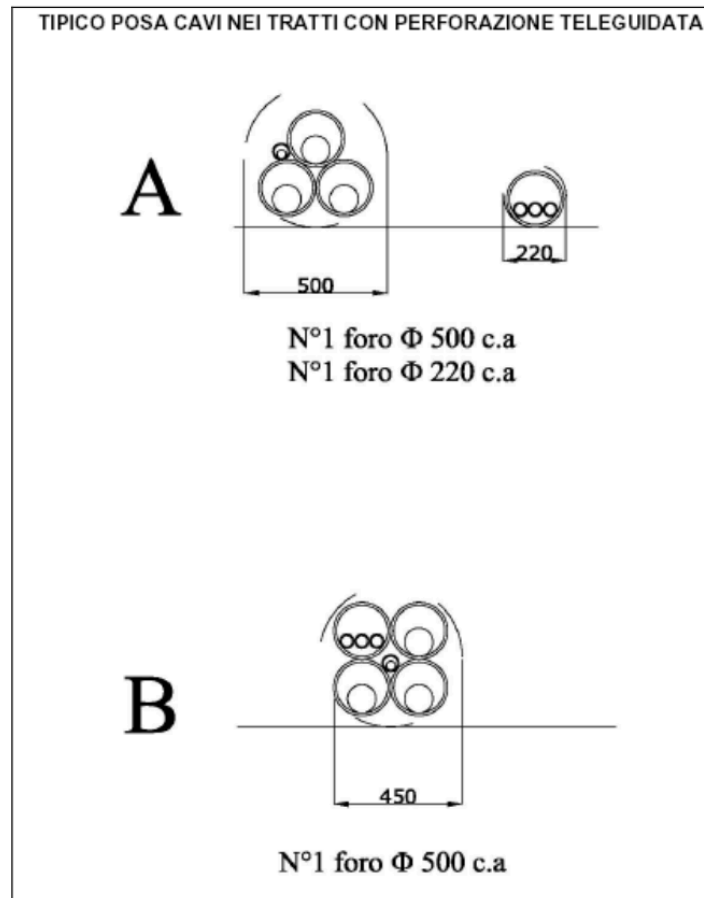 TIPICO POSA CAVI NEI TRATTI CON PERFORAZIONE TELEGUIDATA
A
500
220
N°1 foro Φ 500 c.a
N°1 foro Φ 220 c.a
B
450
N°1 foro Φ 500 c.a